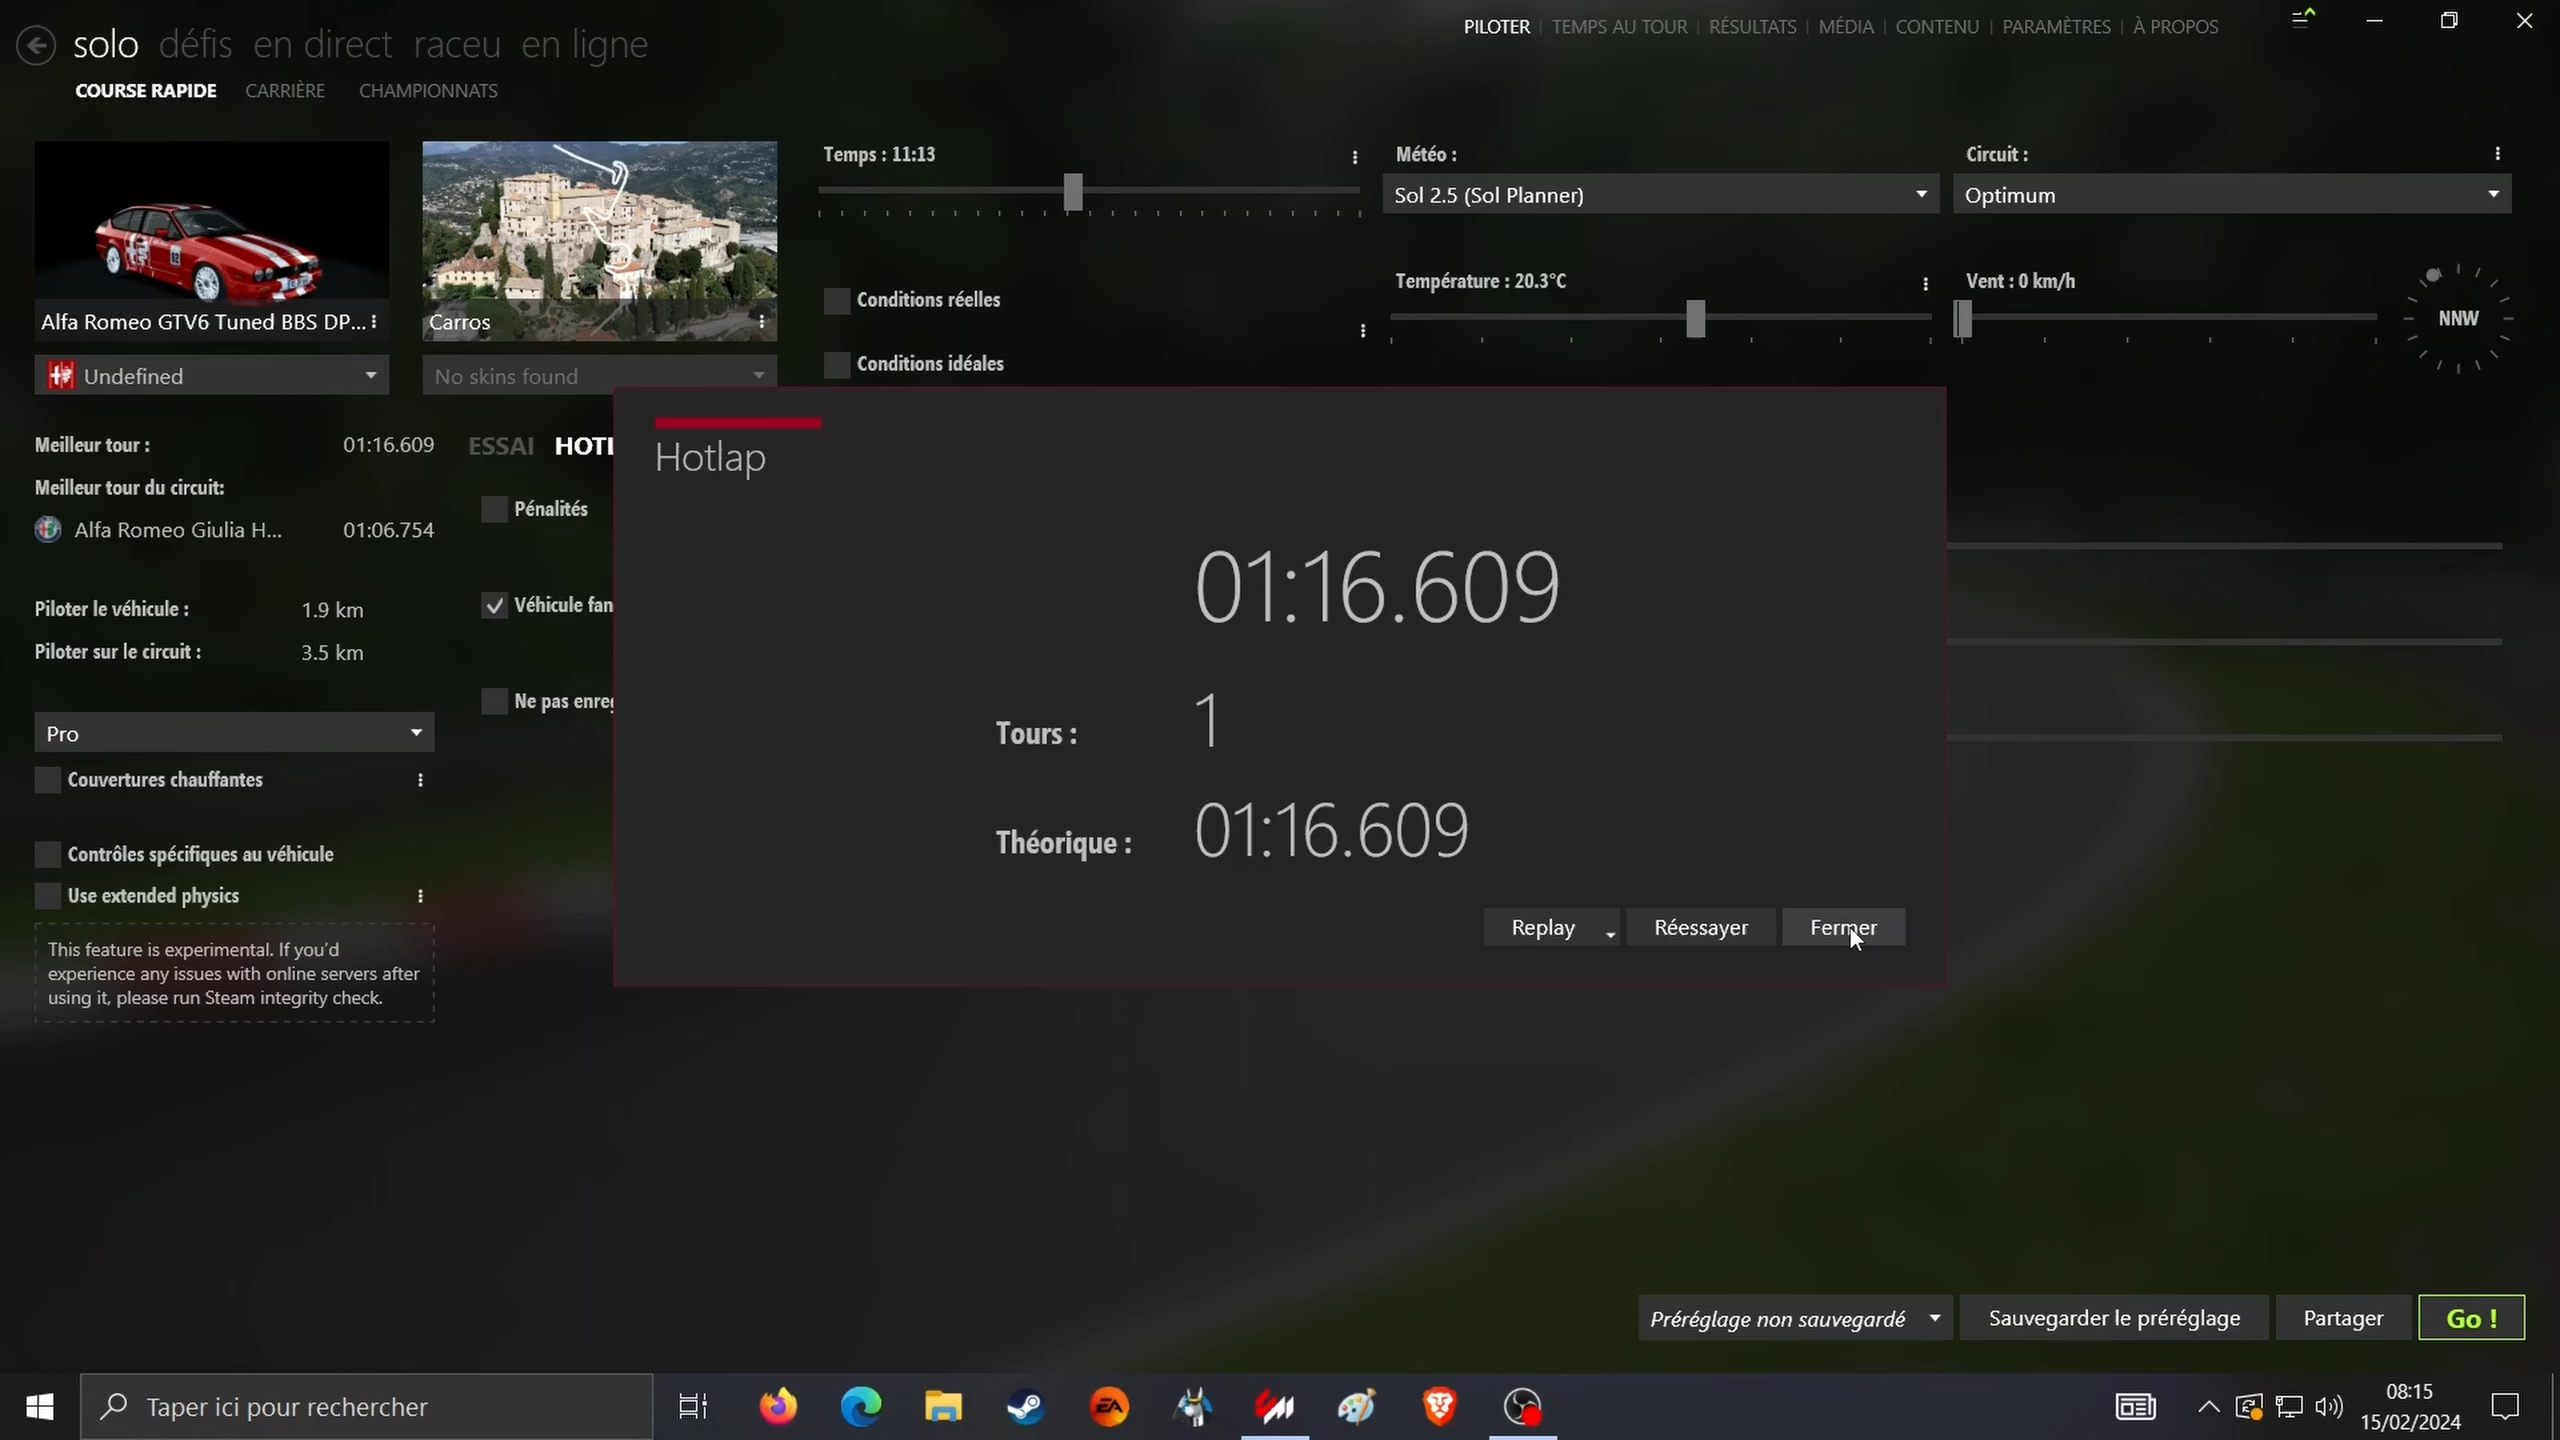 solo défis en direct raceu en ligne
PILOTER TEMPS AU TOUR RÉSULTATS MÉDIA CONTENU PARAMÈTRES À PROPOS
COURSE RAPIDE CARRIÈRE CHAMPIONNATS
Alfa Romeo GTV6 Tuned BBS DP...
Carros
Undefined
No skins found
Temps : 11:13
Météo :
Circuit :
Sol 2.5 (Sol Planner)
Optimum
Conditions réelles
Conditions idéales
Température : 20.3°C
Vent : 0 km/h
NNW
Meilleur tour : 01:16.609
Meilleur tour du circuit:
Alfa Romeo Giulia H... 01:06.754
Piloter le véhicule : 1.9 km
Piloter sur le circuit : 3.5 km
Pro
Couvertures chauffantes
Contrôles spécifiques au véhicule
Use extended physics
This feature is experimental. If you'd
experience any issues with online servers after
using it, please run Steam integrity check.
ESSAI HOTL
Pénalités
Véhicule fan
Ne pas enreg
Hotlap
01:16.609
Tours : 1
Théorique : 01:16.609
Replay Réessayer Fermer
Préréglage non sauvegardé Sauvegarder le préréglage Partager Go !
Taper ici pour rechercher
EA
08:15
15/02/2024